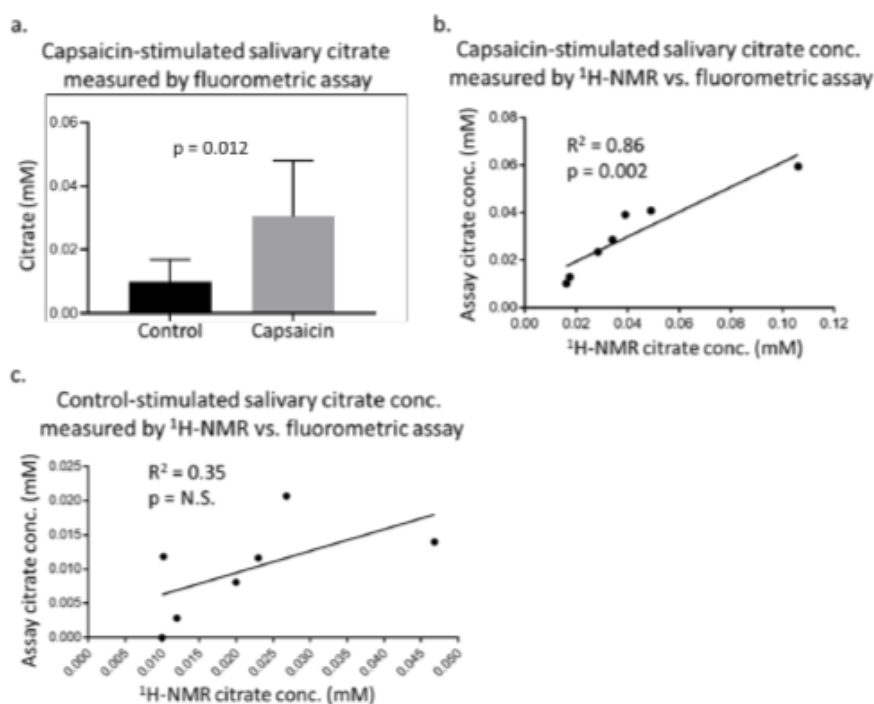 a.
Capsaicin-stimulated salivary citrate
measured by fluorometric assay
0.06
p = 0.012
0.04
0.02
0.00
Citrate (mM)
Control Capsaicin
b.
Capsaicin-stimulated salivary citrate conc.
measured by ¹H-NMR vs. fluorometric assay
0.08
R² = 0.86
0.06
p = 0.002
0.04
0.02
0.00
Assay citrate conc. (mM)
0.00 0.02 0.04 0.06 0.08 0.10 0.12
¹H-NMR citrate conc. (mM)
c.
Control-stimulated salivary citrate conc.
measured by ¹H-NMR vs. fluorometric assay
0.025
R² = 0.35
0.020
p = N.S.
0.015
0.010
0.005
0.000
Assay citrate conc. (mM)
0.000 0.005 0.010 0.015 0.020 0.025 0.030 0.035 0.040 0.045 0.050
¹H-NMR citrate conc. (mM)